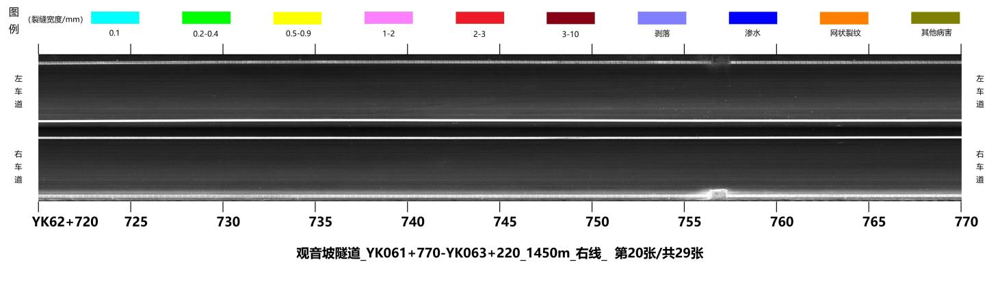 图例
(裂缝宽度/mm)
0.1
0.2-0.4
0.5-0.9
1-2
2-3
3-10
剥落
渗水
网状裂纹
其他病害
左车道
左车道
右车道
右车道
YK62+720 725 730 735 740 745 750 755 760 765 770
观音坡隧道_YK061+770-YK063+220_1450m_右线_ 第20张/共29张